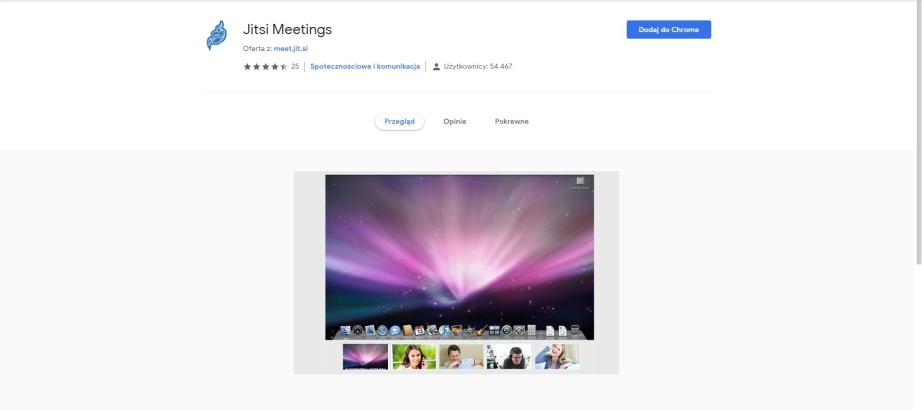 Jitsi Meetings
Dodaj do Chrome
Oferta z: meet.jit.si
25 Społecznościowe i komunikacja Użytkownicy: 54 467
Przegląd Opinie Pokrewne